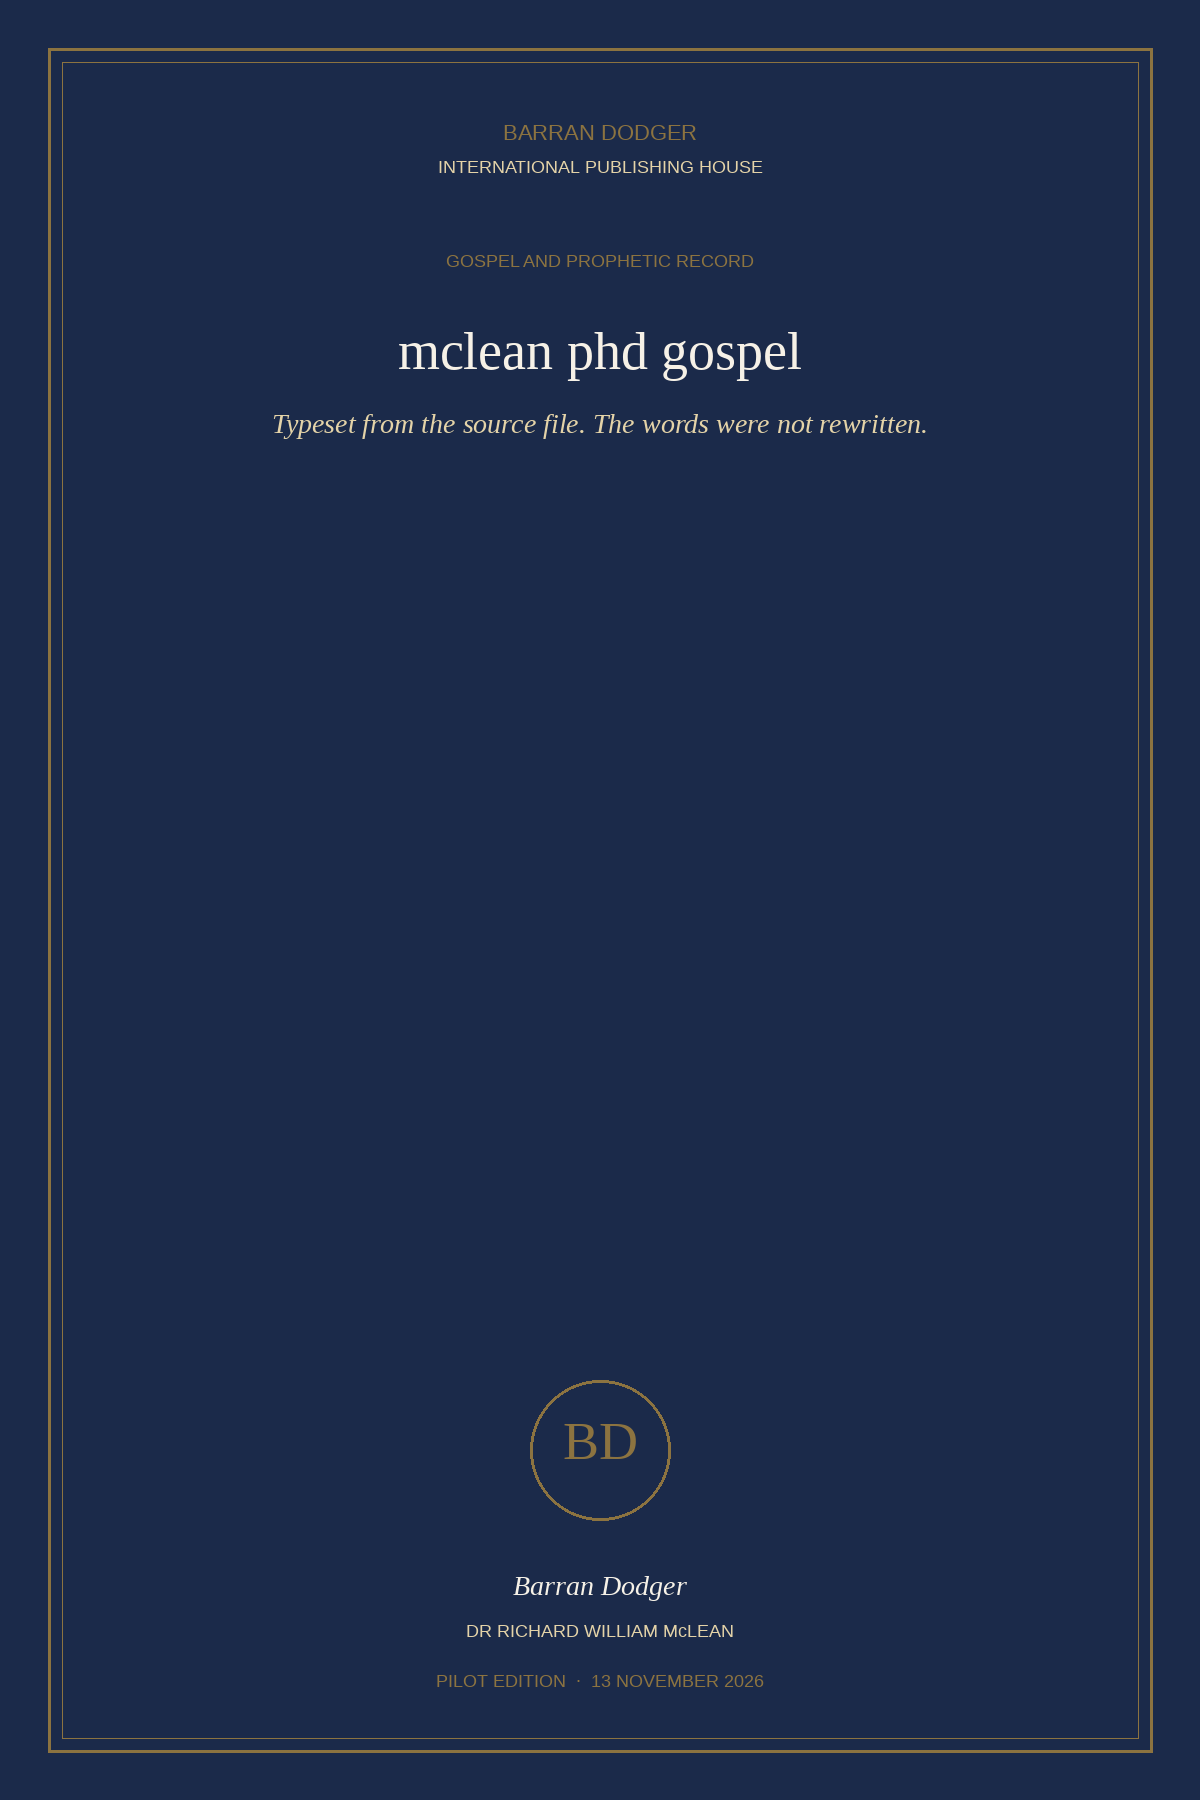 BARRAN DODGER
INTERNATIONAL PUBLISHING HOUSE
GOSPEL AND PROPHETIC RECORD
mclean phd gospel
Typeset from the source file. The words were not rewritten.
BD
Barran Dodger
DR RICHARD WILLIAM McLEAN
PILOT EDITION · 13 NOVEMBER 2026